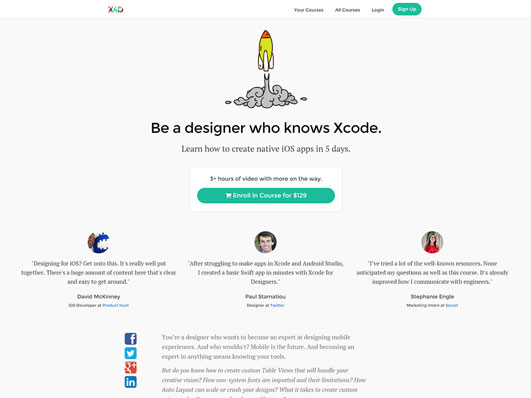 X4D
Your Courses
All Courses
Login
Sign Up
Be a designer who knows Xcode.
Learn how to create native iOS apps in 5 days.
3+ hours of video with more on the way.
Enroll in Course for $129
"Designing for iOS? Get onto this. It's really well put
together. There's a huge amount of content here that's clear
and easy to get around."
David McKinney
iOS Developer at Product Hunt
"After struggling to make apps in Xcode and Android Studio,
I created a basic Swift app in minutes with Xcode for
Designers."
Paul Stamatiou
Designer at Twitter
"I've tried a lot of the well-known resources. None
anticipated my questions as well as this course. It's already
improved how I communicate with engineers."
Stephanie Engle
Marketing Intern at Secret
You're a designer who wants to become an expert at designing mobile
experiences. And who wouldn't? Mobile is the future. And becoming an
expert in anything means knowing your tools.
But do you know how to create custom Table Views that will handle your
creative vision? How non-system fonts are imported and their limitations? How
Auto Layout can scale or crush your designs? What it takes to create custom